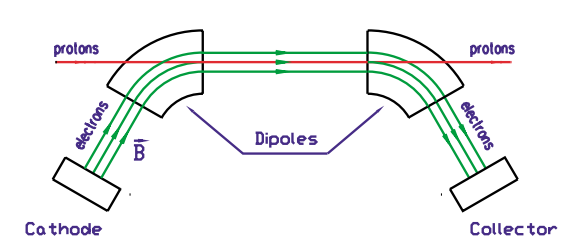 protons
protons
electrons
electrons
B
Dipoles
Cathode
Collector